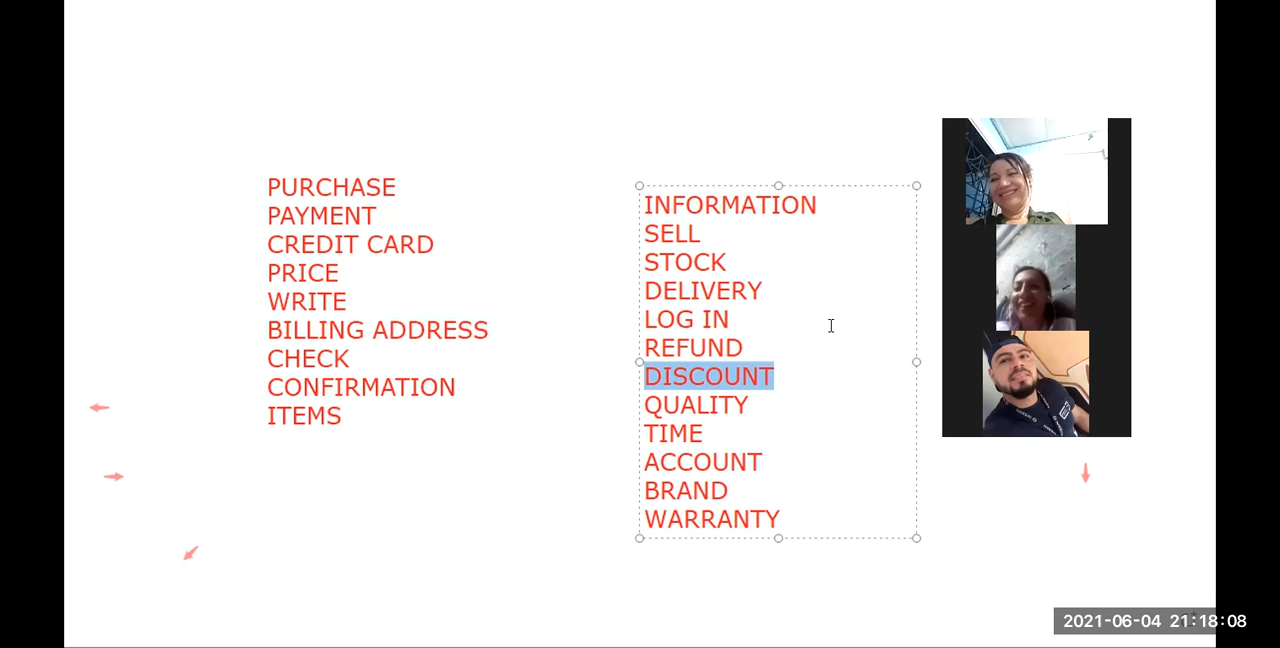 PURCHASE
PAYMENT
CREDIT CARD
PRICE
WRITE
BILLING ADDRESS
CHECK
CONFIRMATION
ITEMS
INFORMATION
SELL
STOCK
DELIVERY
LOG IN
REFUND
DISCOUNT
QUALITY
TIME
ACCOUNT
BRAND
WARRANTY
2021-06-04 21:18:08